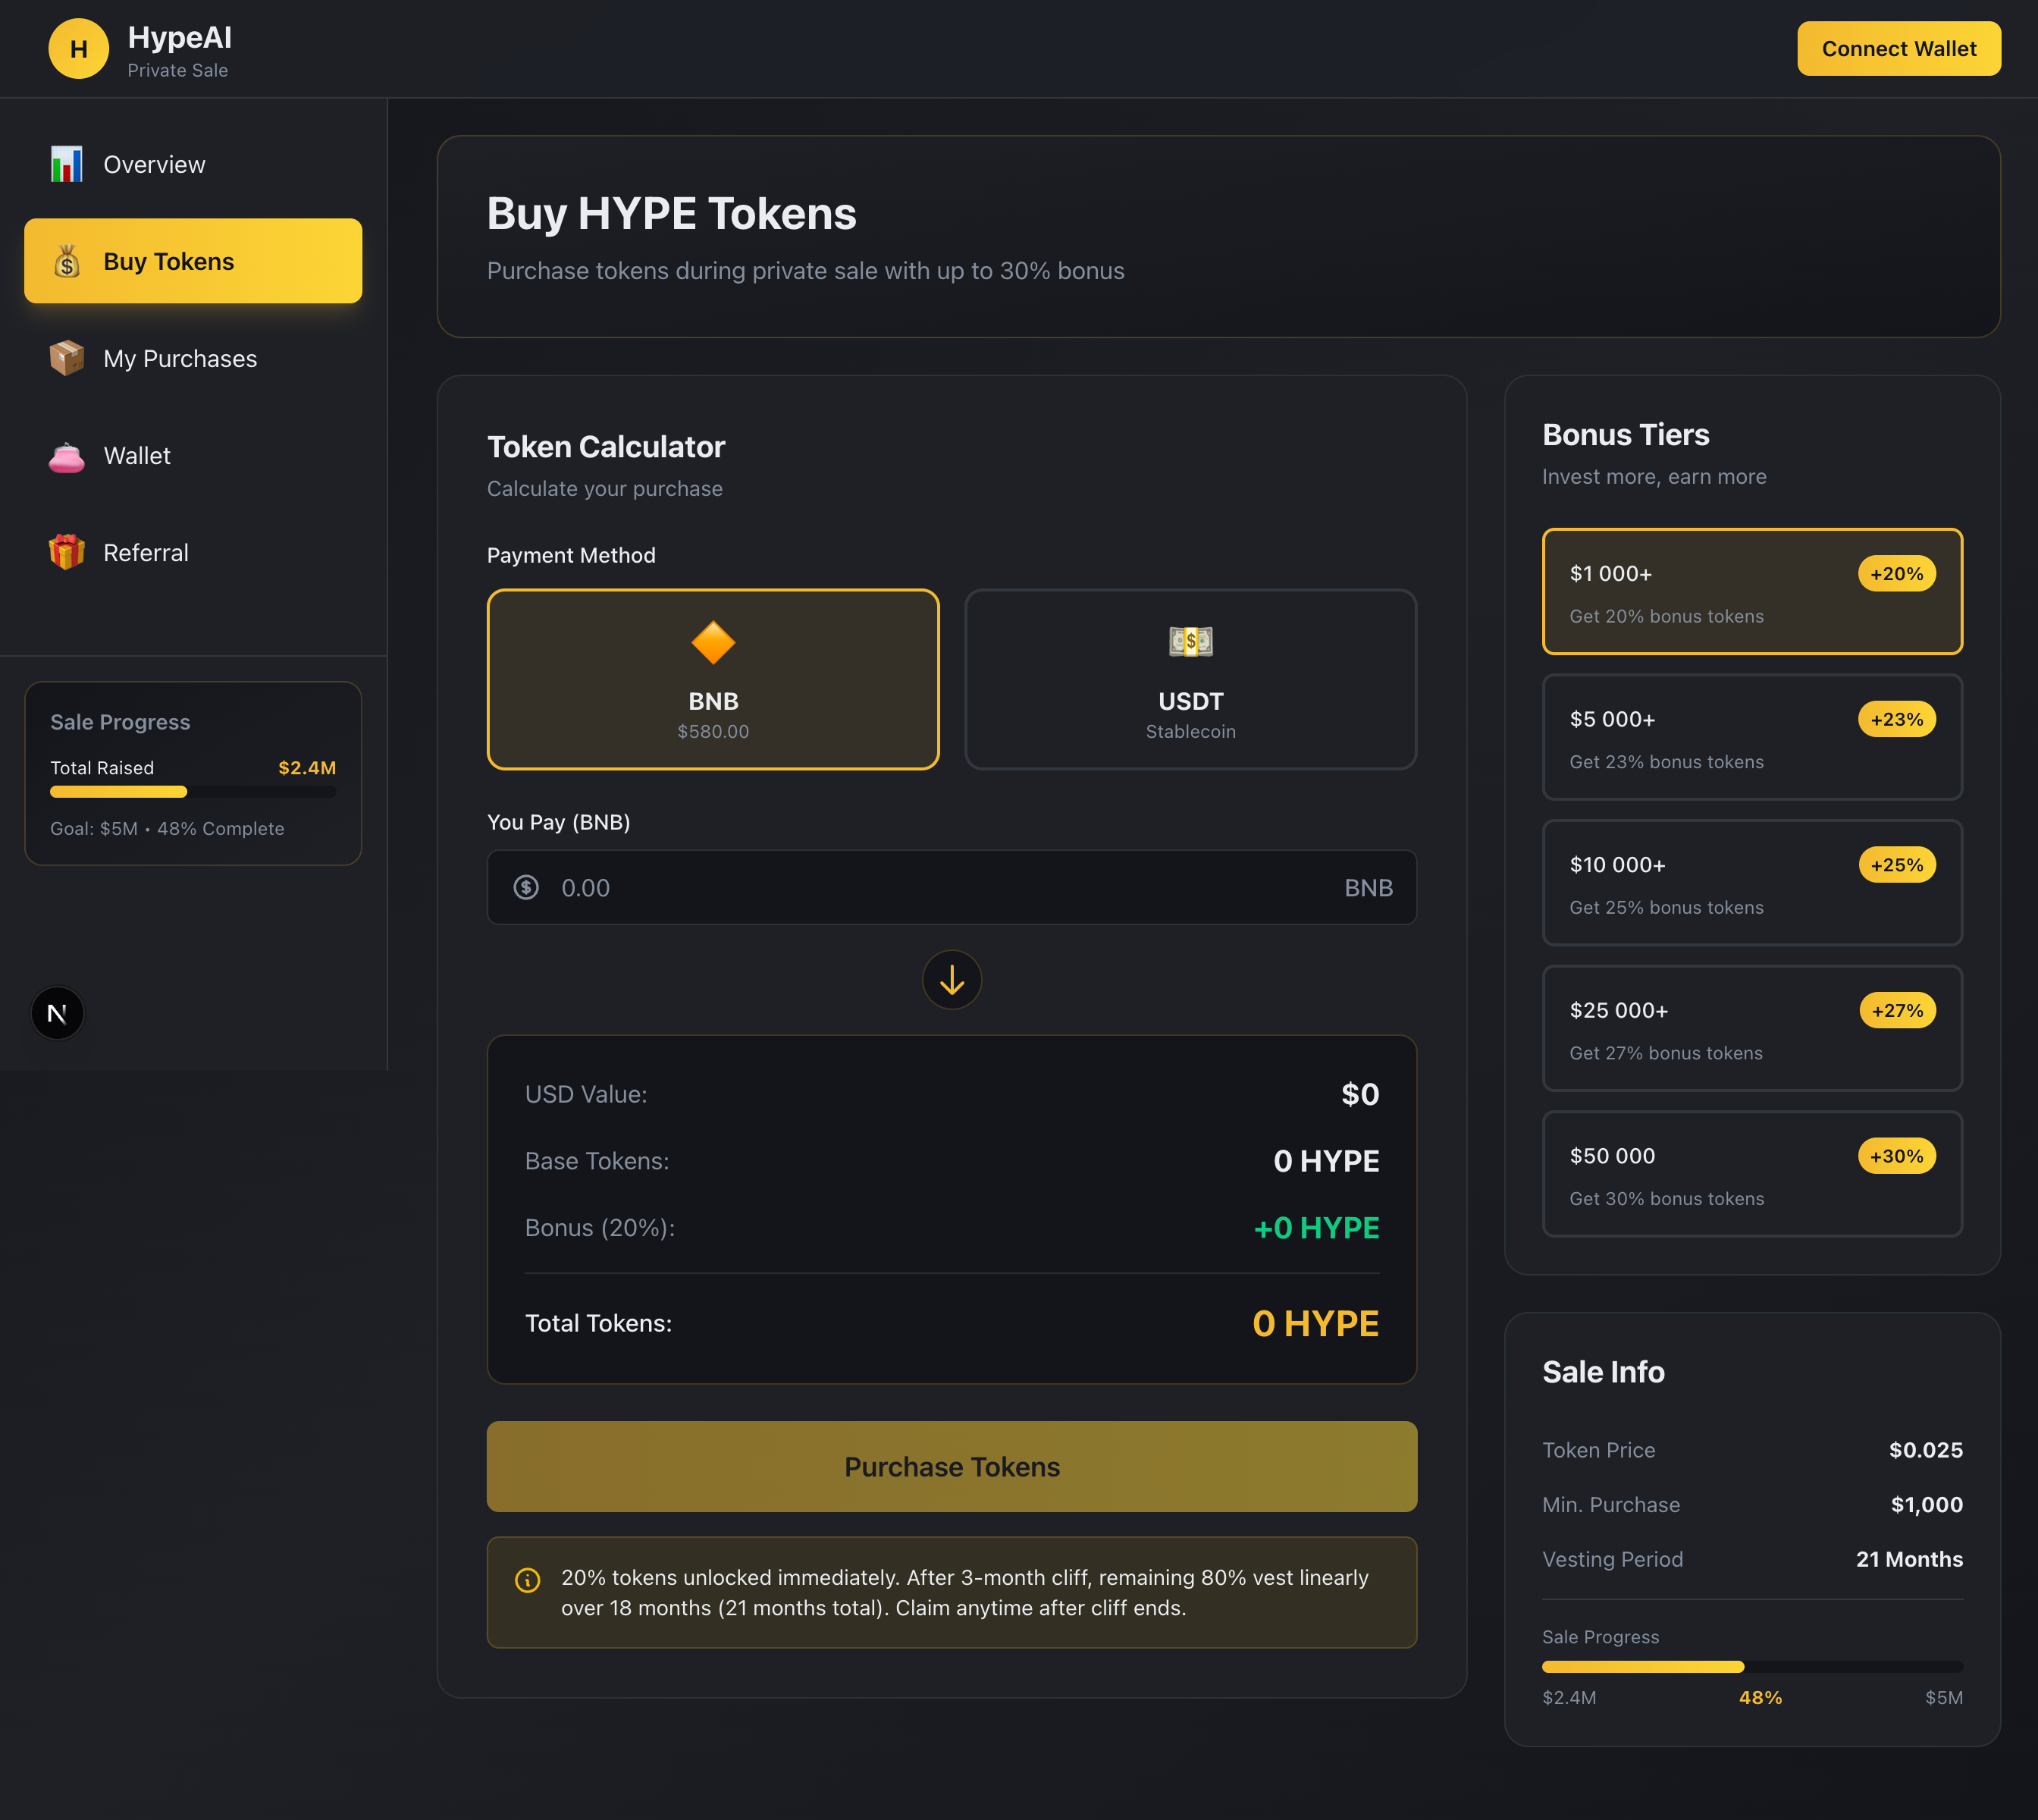 H
HypeAI
Private Sale
Connect Wallet
Overview
Buy Tokens
My Purchases
Wallet
Referral
Sale Progress
Total Raised $2.4M
Goal: $5M • 48% Complete
N
Buy HYPE Tokens
Purchase tokens during private sale with up to 30% bonus
Token Calculator
Calculate your purchase
Payment Method
BNB
$580.00
USDT
Stablecoin
You Pay (BNB)
0.00 BNB
USD Value: $0
Base Tokens: 0 HYPE
Bonus (20%): +0 HYPE
Total Tokens: 0 HYPE
Purchase Tokens
20% tokens unlocked immediately. After 3-month cliff, remaining 80% vest linearly
over 18 months (21 months total). Claim anytime after cliff ends.
Bonus Tiers
Invest more, earn more
$1 000+ +20%
Get 20% bonus tokens
$5 000+ +23%
Get 23% bonus tokens
$10 000+ +25%
Get 25% bonus tokens
$25 000+ +27%
Get 27% bonus tokens
$50 000 +30%
Get 30% bonus tokens
Sale Info
Token Price $0.025
Min. Purchase $1,000
Vesting Period 21 Months
Sale Progress
$2.4M 48% $5M